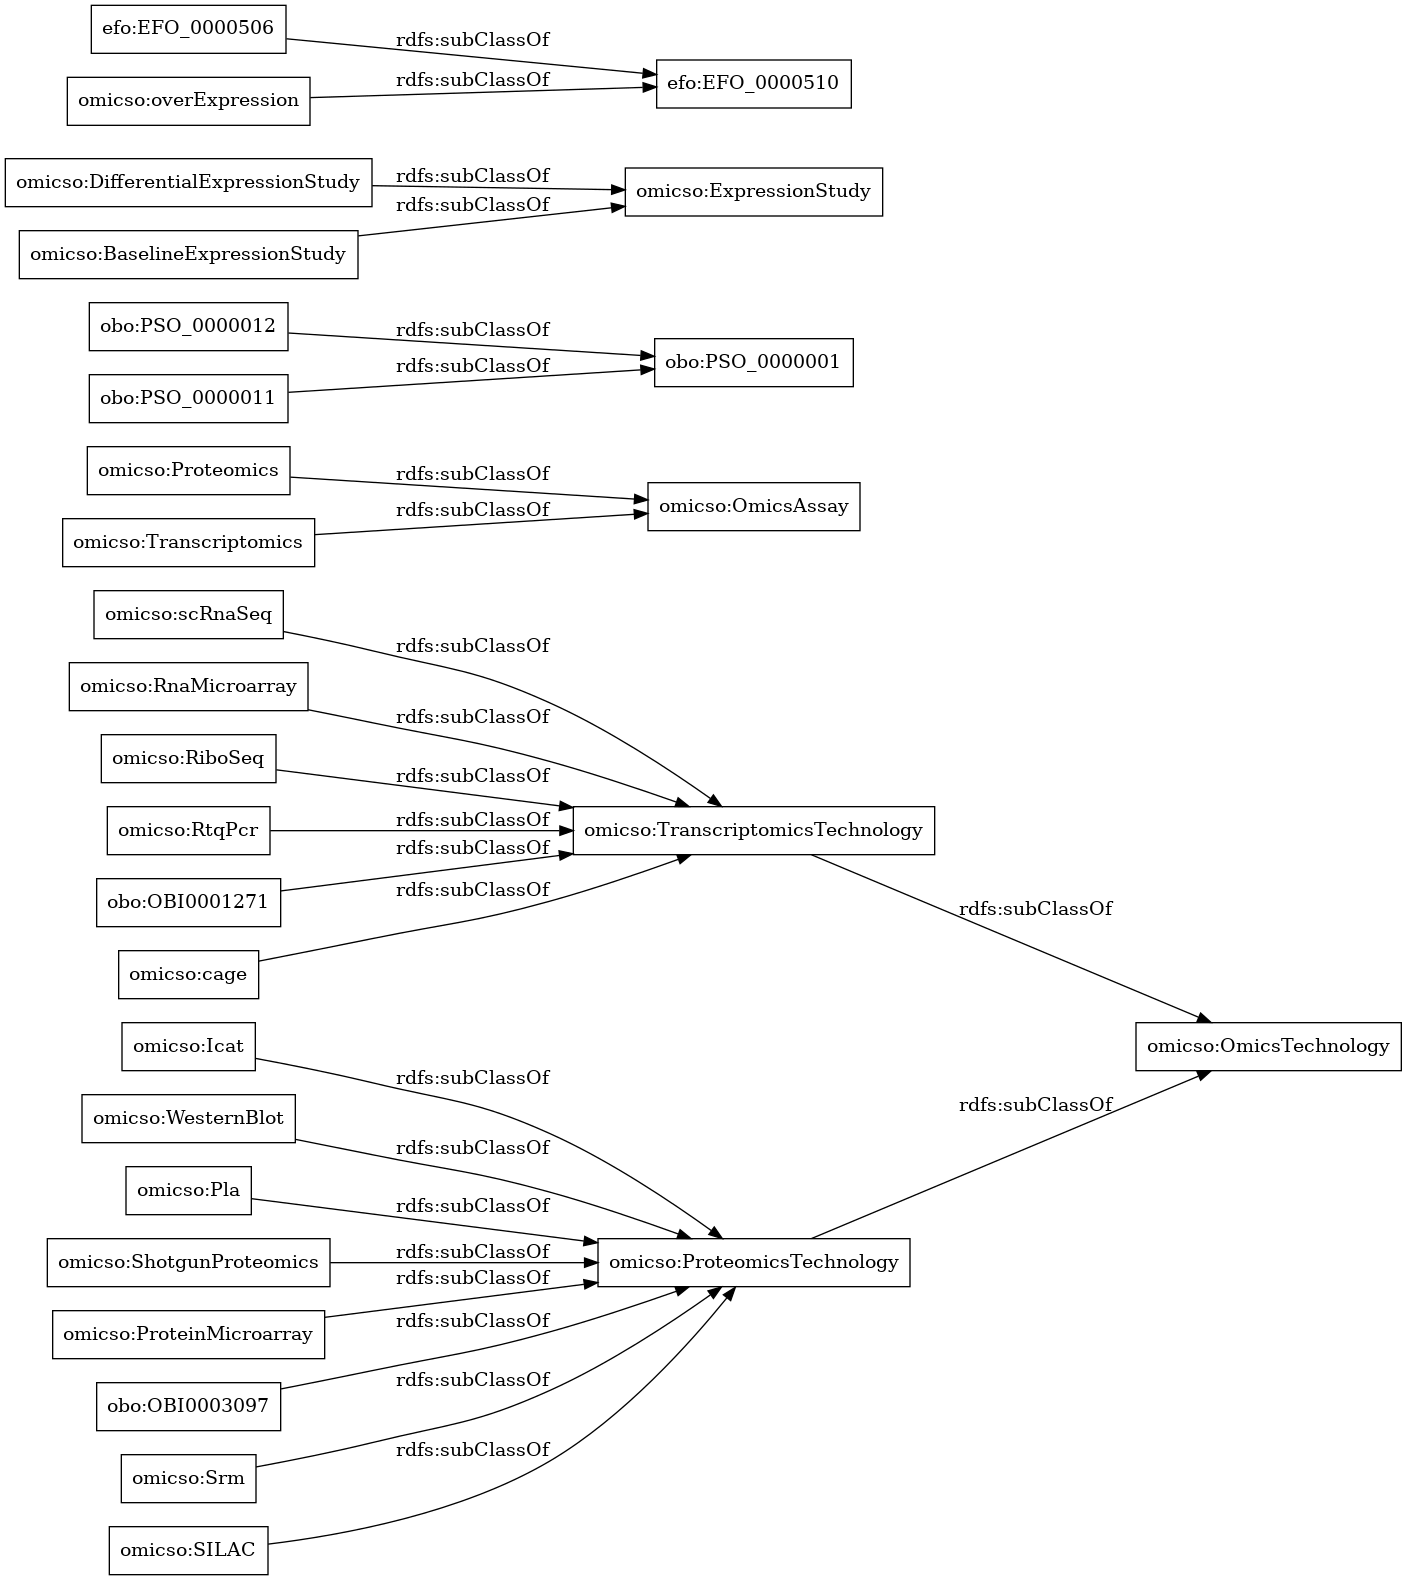 efo:EFO_0000506
rdfs:subClassOf
efo:EFO_0000510
omicso:overExpression
rdfs:subClassOf
omicso:DifferentialExpressionStudy
rdfs:subClassOf
omicso:ExpressionStudy
omicso:BaselineExpressionStudy
rdfs:subClassOf
obo:PSO_0000012
rdfs:subClassOf
obo:PSO_0000001
obo:PSO_0000011
rdfs:subClassOf
omicso:Proteomics
rdfs:subClassOf
omicso:OmicsAssay
omicso:Transcriptomics
rdfs:subClassOf
omicso:scRnaSeq
rdfs:subClassOf
omicso:RnaMicroarray
rdfs:subClassOf
omicso:RiboSeq
rdfs:subClassOf
omicso:RtqPcr
rdfs:subClassOf
omicso:TranscriptomicsTechnology
obo:OBI0001271
rdfs:subClassOf
omicso:cage
rdfs:subClassOf
rdfs:subClassOf
omicso:Icat
rdfs:subClassOf
omicso:OmicsTechnology
omicso:WesternBlot
rdfs:subClassOf
rdfs:subClassOf
omicso:Pla
rdfs:subClassOf
omicso:ShotgunProteomics
rdfs:subClassOf
omicso:ProteomicsTechnology
omicso:ProteinMicroarray
rdfs:subClassOf
obo:OBI0003097
rdfs:subClassOf
omicso:Srm
rdfs:subClassOf
omicso:SILAC
rdfs:subClassOf